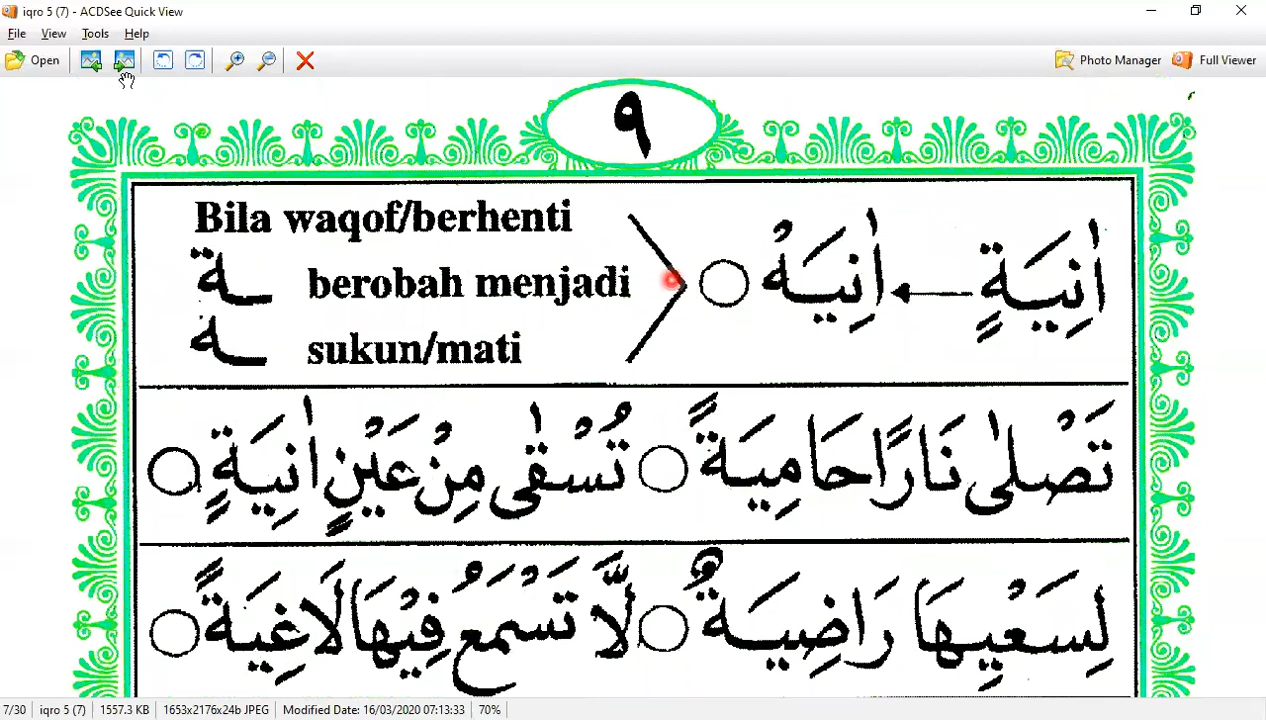 iqro 5 (7) - ACDSee Quick View
File View Tools Help
Open Photo Manager Full Viewer
٩
اٰنِيَةٍ اٰنِيَهْ
Bila waqof/berhenti
ـة berobah menjadi
ـه sukun/mati
تَصْلٰى نَارًا حَامِيَةً تُسْقٰى مِنْ عَيْنٍ اٰنِيَةٍ
لِسَعْيِهَا رَاضِيَةٌ لَّا تَسْمَعُ فِيْهَا لَاغِيَةً
7/30 iqro 5 (7) 1557.3 KB 1653x2176x24b JPEG Modified Date: 16/03/2020 07:13:33 70%